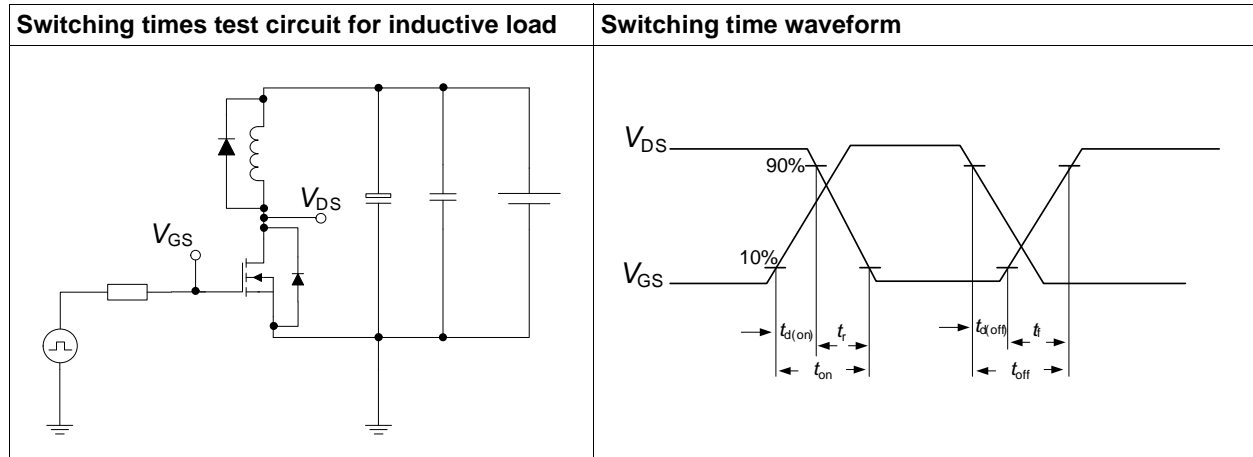 Switching times test circuit for inductive load
Switching time waveform
VDS
VGS
VDS
90%
10%
VGS
td(on)
tr
td(off)
tf
ton
toff